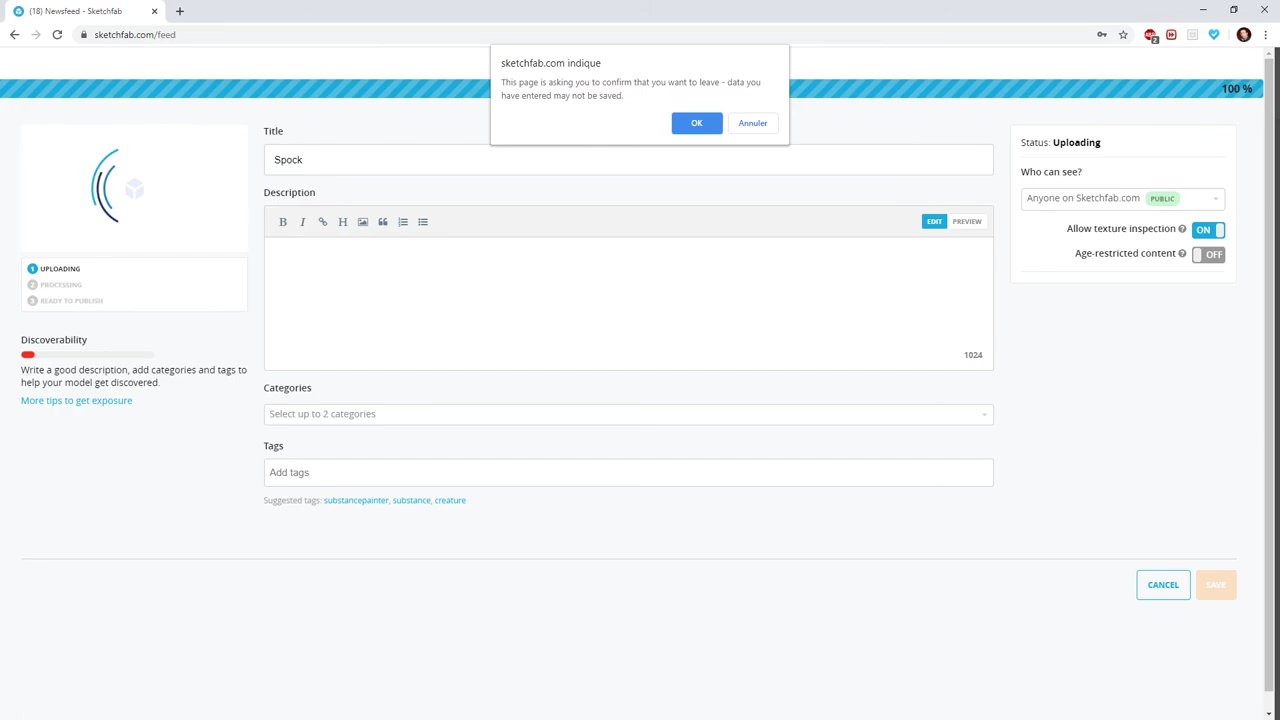 (18) Newsfeed - Sketchfab
sketchfab.com/feed
2
sketchfab.com indique
This page is asking you to confirm that you want to leave - data you
have entered may not be saved.
OK
Annuler
100 %
Title
Spock
Description
B I H
EDIT
PREVIEW
1024
1 UPLOADING
2 PROCESSING
3 READY TO PUBLISH
Discoverability
Write a good description, add categories and tags to
help your model get discovered.
More tips to get exposure
Categories
Select up to 2 categories
Tags
Add tags
Suggested tags: substancepainter, substance, creature
Status: Uploading
Who can see?
Anyone on Sketchfab.com PUBLIC
Allow texture inspection ? ON
Age-restricted content ? OFF
CANCEL
SAVE